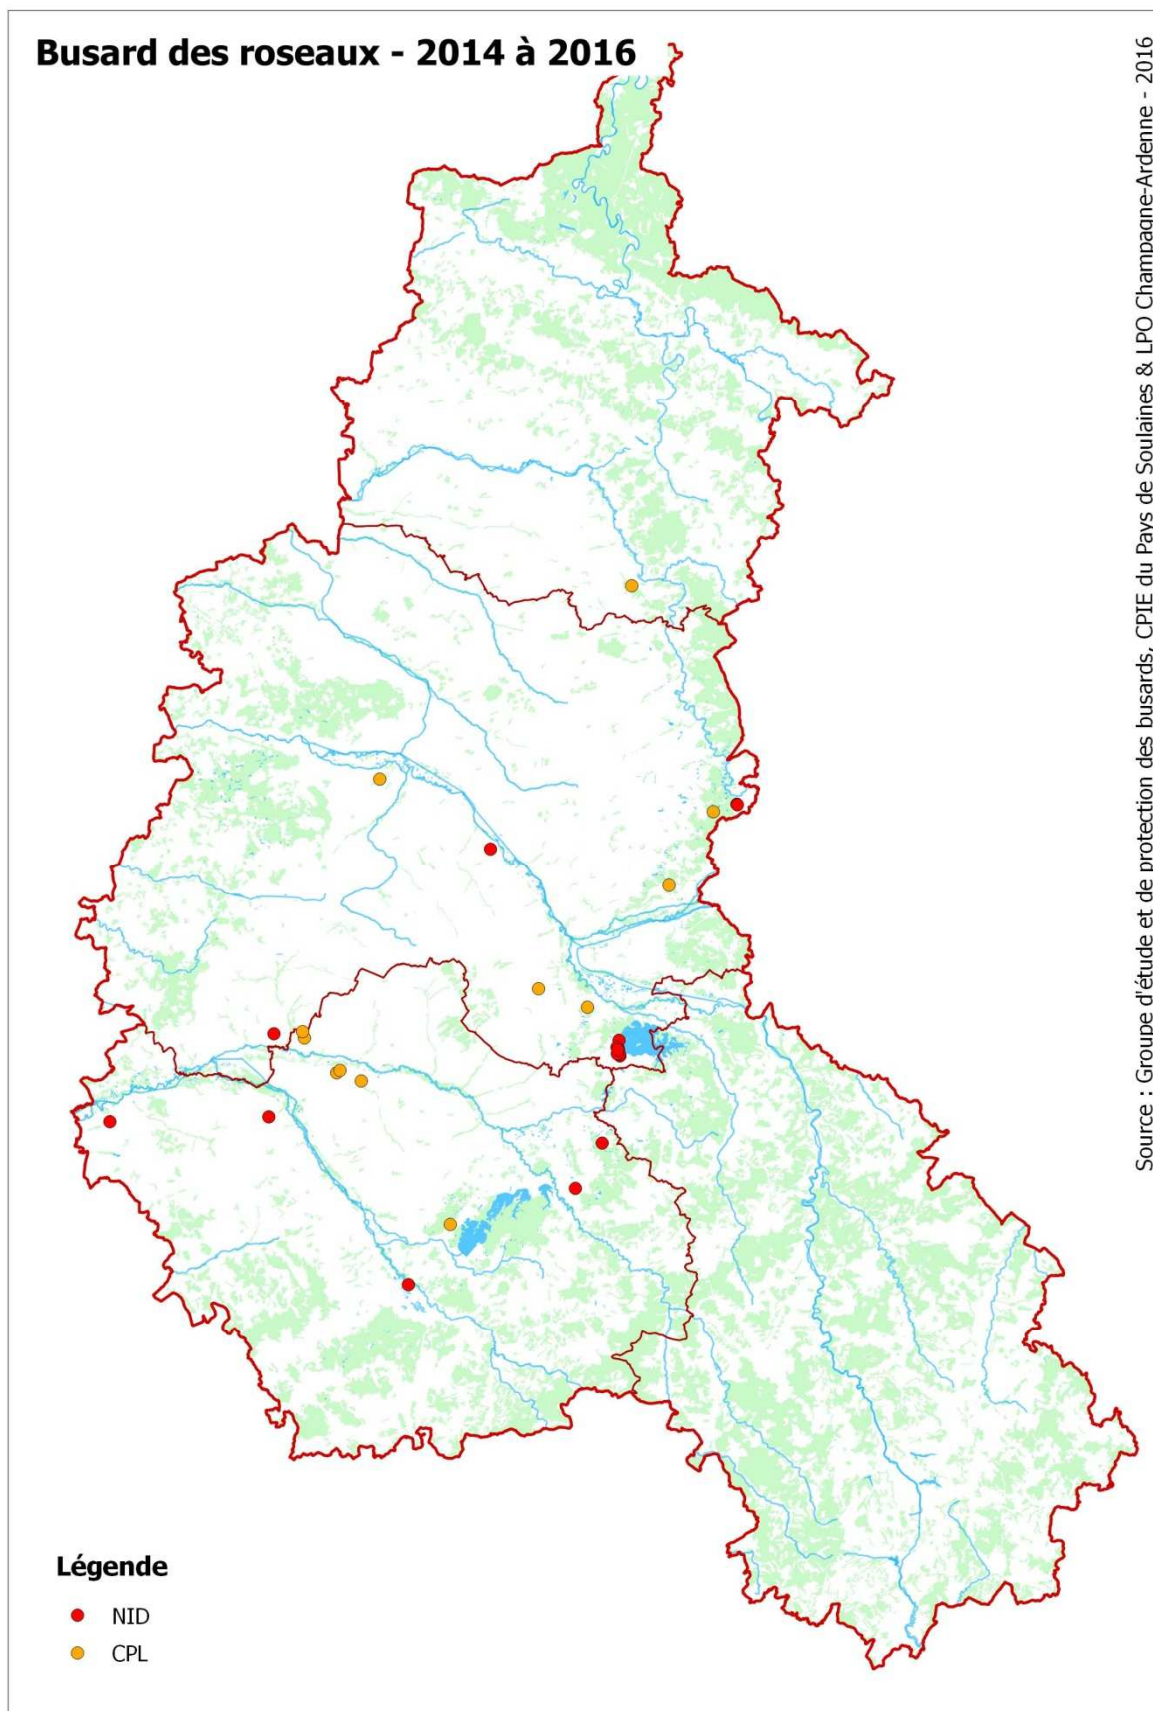 Busard des roseaux - 2014 à 2016
Source : Groupe d'étude et de protection des busards, CPIE du Pays de Soulaines & LPO Champagne-Ardenne - 2016
Légende
NID
CPL